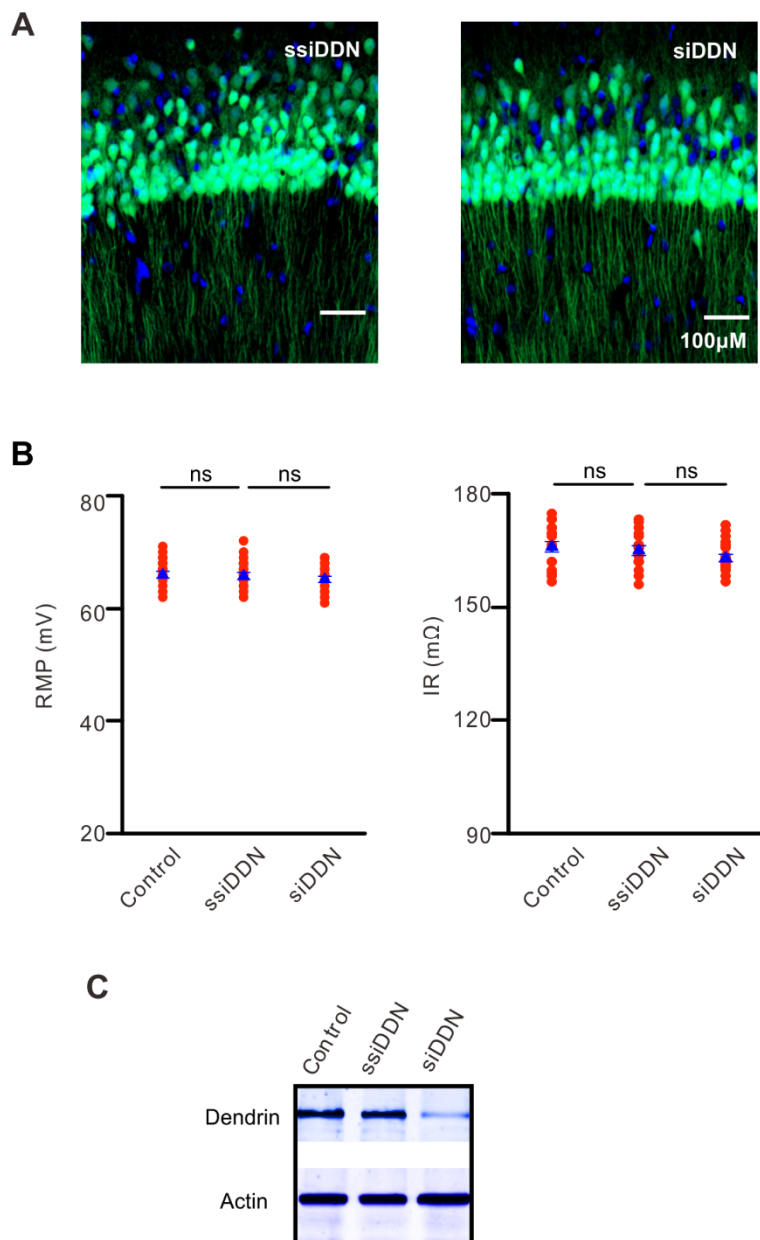 A
ssiDDN
siDDN
100µM
B
ns
ns
80
60
40
20
RMP (mV)
Control
ssiDDN
siDDN
ns
ns
180
150
120
90
IR (mΩ)
Control
ssiDDN
siDDN
C
Control
ssiDDN
siDDN
Dendrin
Actin